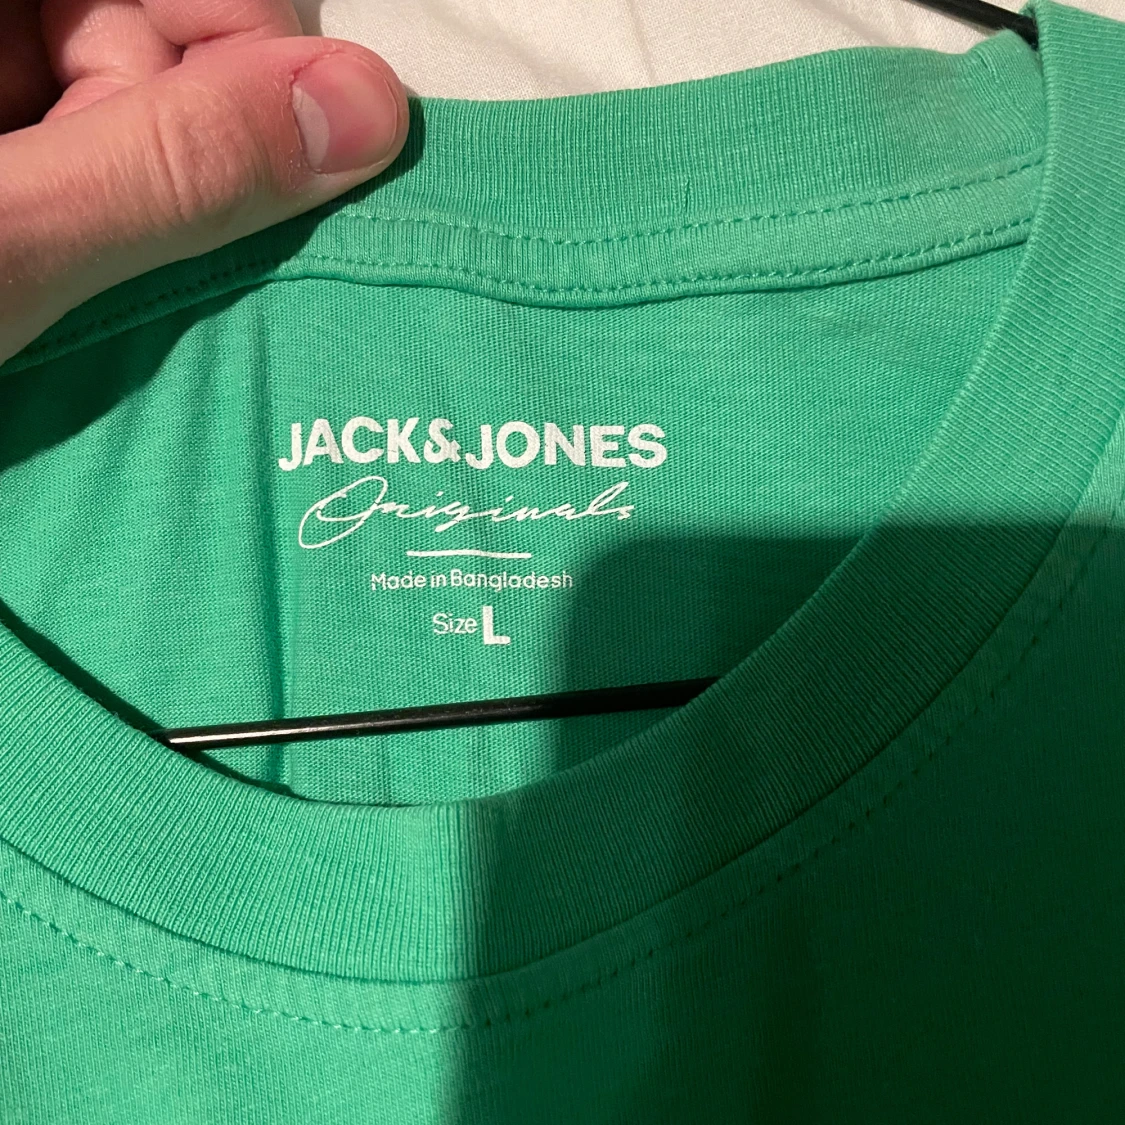 JACK&JONES
Originals
Made in Bangladesh
Size L